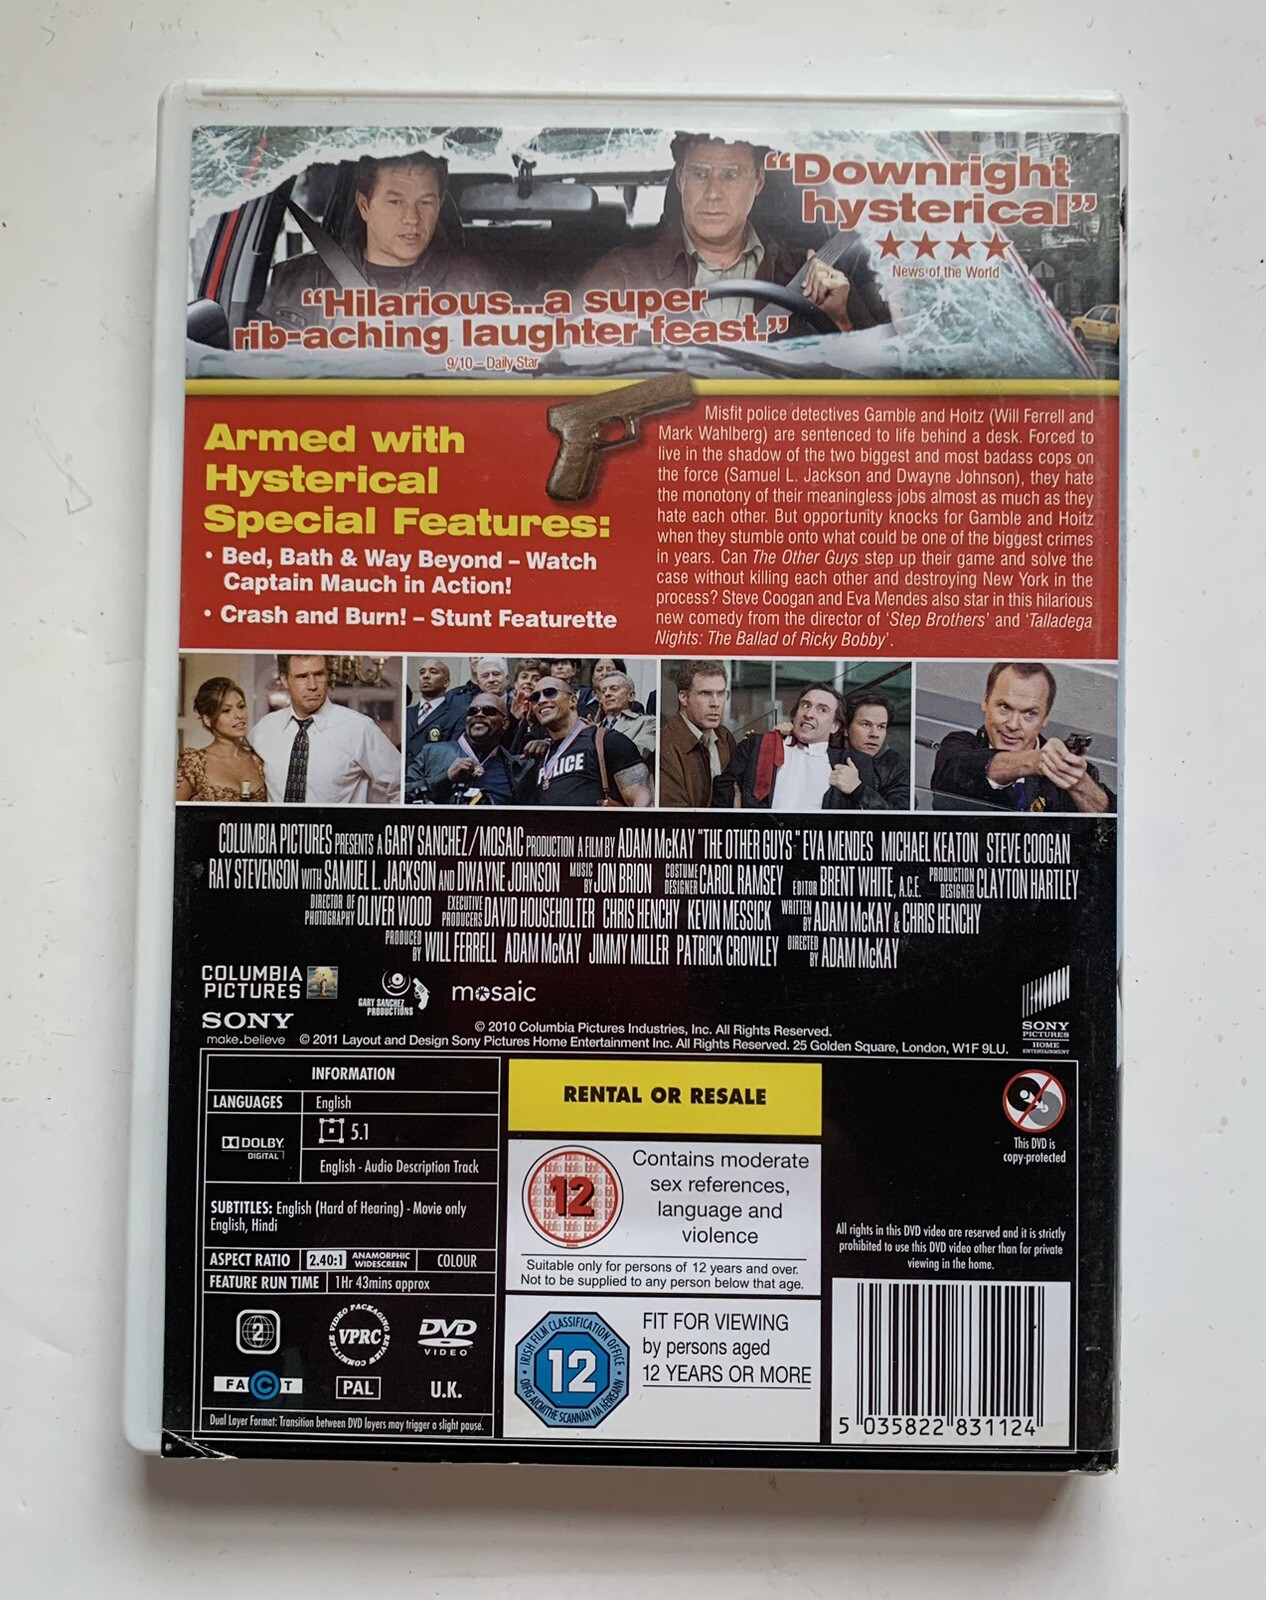 “Downright
hysterical”
★★★★
News of the World
“Hilarious...a super
rib-aching laughter feast.”
9/10 – Daily Star
Armed with
Hysterical
Special Features:
• Bed, Bath & Way Beyond – Watch
Captain Mauch in Action!
• Crash and Burn! – Stunt Featurette
Misfit police detectives Gamble and Hoitz (Will Ferrell and
Mark Wahlberg) are sentenced to life behind a desk. Forced to
live in the shadow of the two biggest and most badass cops on
the force (Samuel L. Jackson and Dwayne Johnson), they hate
the monotony of their meaningless jobs almost as much as they
hate each other. But opportunity knocks for Gamble and Hoitz
when they stumble onto what could be one of the biggest crimes
in years. Can The Other Guys step up their game and solve the
case without killing each other and destroying New York in the
process? Steve Coogan and Eva Mendes also star in this hilarious
new comedy from the director of ‘Step Brothers’ and ‘Talladega
Nights: The Ballad of Ricky Bobby’.
POLICE
COLUMBIA PICTURES PRESENTS A GARY SANCHEZ/MOSAIC PRODUCTION A FILM BY ADAM McKAY "THE OTHER GUYS" EVA MENDES MICHAEL KEATON STEVE COOGAN
RAY STEVENSON WITH SAMUEL L. JACKSON AND DWAYNE JOHNSON MUSIC BY JON BRION COSTUME DESIGNER CAROL RAMSEY EDITOR BRENT WHITE, A.C.E. PRODUCTION DESIGNER CLAYTON HARTLEY
DIRECTOR OF PHOTOGRAPHY OLIVER WOOD EXECUTIVE PRODUCERS DAVID HOUSEHOLTER CHRIS HENCHY KEVIN MESSICK WRITTEN BY ADAM McKAY & CHRIS HENCHY
PRODUCED BY WILL FERRELL ADAM McKAY JIMMY MILLER PATRICK CROWLEY DIRECTED BY ADAM McKAY
COLUMBIA
PICTURES
GARY SANCHEZ
PRODUCTIONS
mosaic
SONY
make.believe
SONY
PICTURES
HOME
ENTERTAINMENT
© 2010 Columbia Pictures Industries, Inc. All Rights Reserved.
© 2011 Layout and Design Sony Pictures Home Entertainment Inc. All Rights Reserved. 25 Golden Square, London, W1F 9LU.
INFORMATION
LANGUAGES English
DOLBY
DIGITAL
5.1
English - Audio Description Track
SUBTITLES: English (Hard of Hearing) - Movie only
English, Hindi
ASPECT RATIO 2.40:1 ANAMORPHIC WIDESCREEN COLOUR
FEATURE RUN TIME 1Hr 43mins approx
2
VIDEO PACKAGING REVIEW COMMITTEE
VPRC
DVD
VIDEO
FACT
PAL
U.K.
Dual Layer Format: Transition between DVD layers may trigger a slight pause.
RENTAL OR RESALE
12
Contains moderate
sex references,
language and
violence
Suitable only for persons of 12 years and over.
Not to be supplied to any person below that age.
IRISH FILM CLASSIFICATION OFFICE
12
OIFIG AICMITHE SCANNÁN NA hÉIREANN
FIT FOR VIEWING
by persons aged
12 YEARS OR MORE
This DVD is
copy-protected
All rights in this DVD video are reserved and it is strictly
prohibited to use this DVD video other than for private
viewing in the home.
5 035822 831124